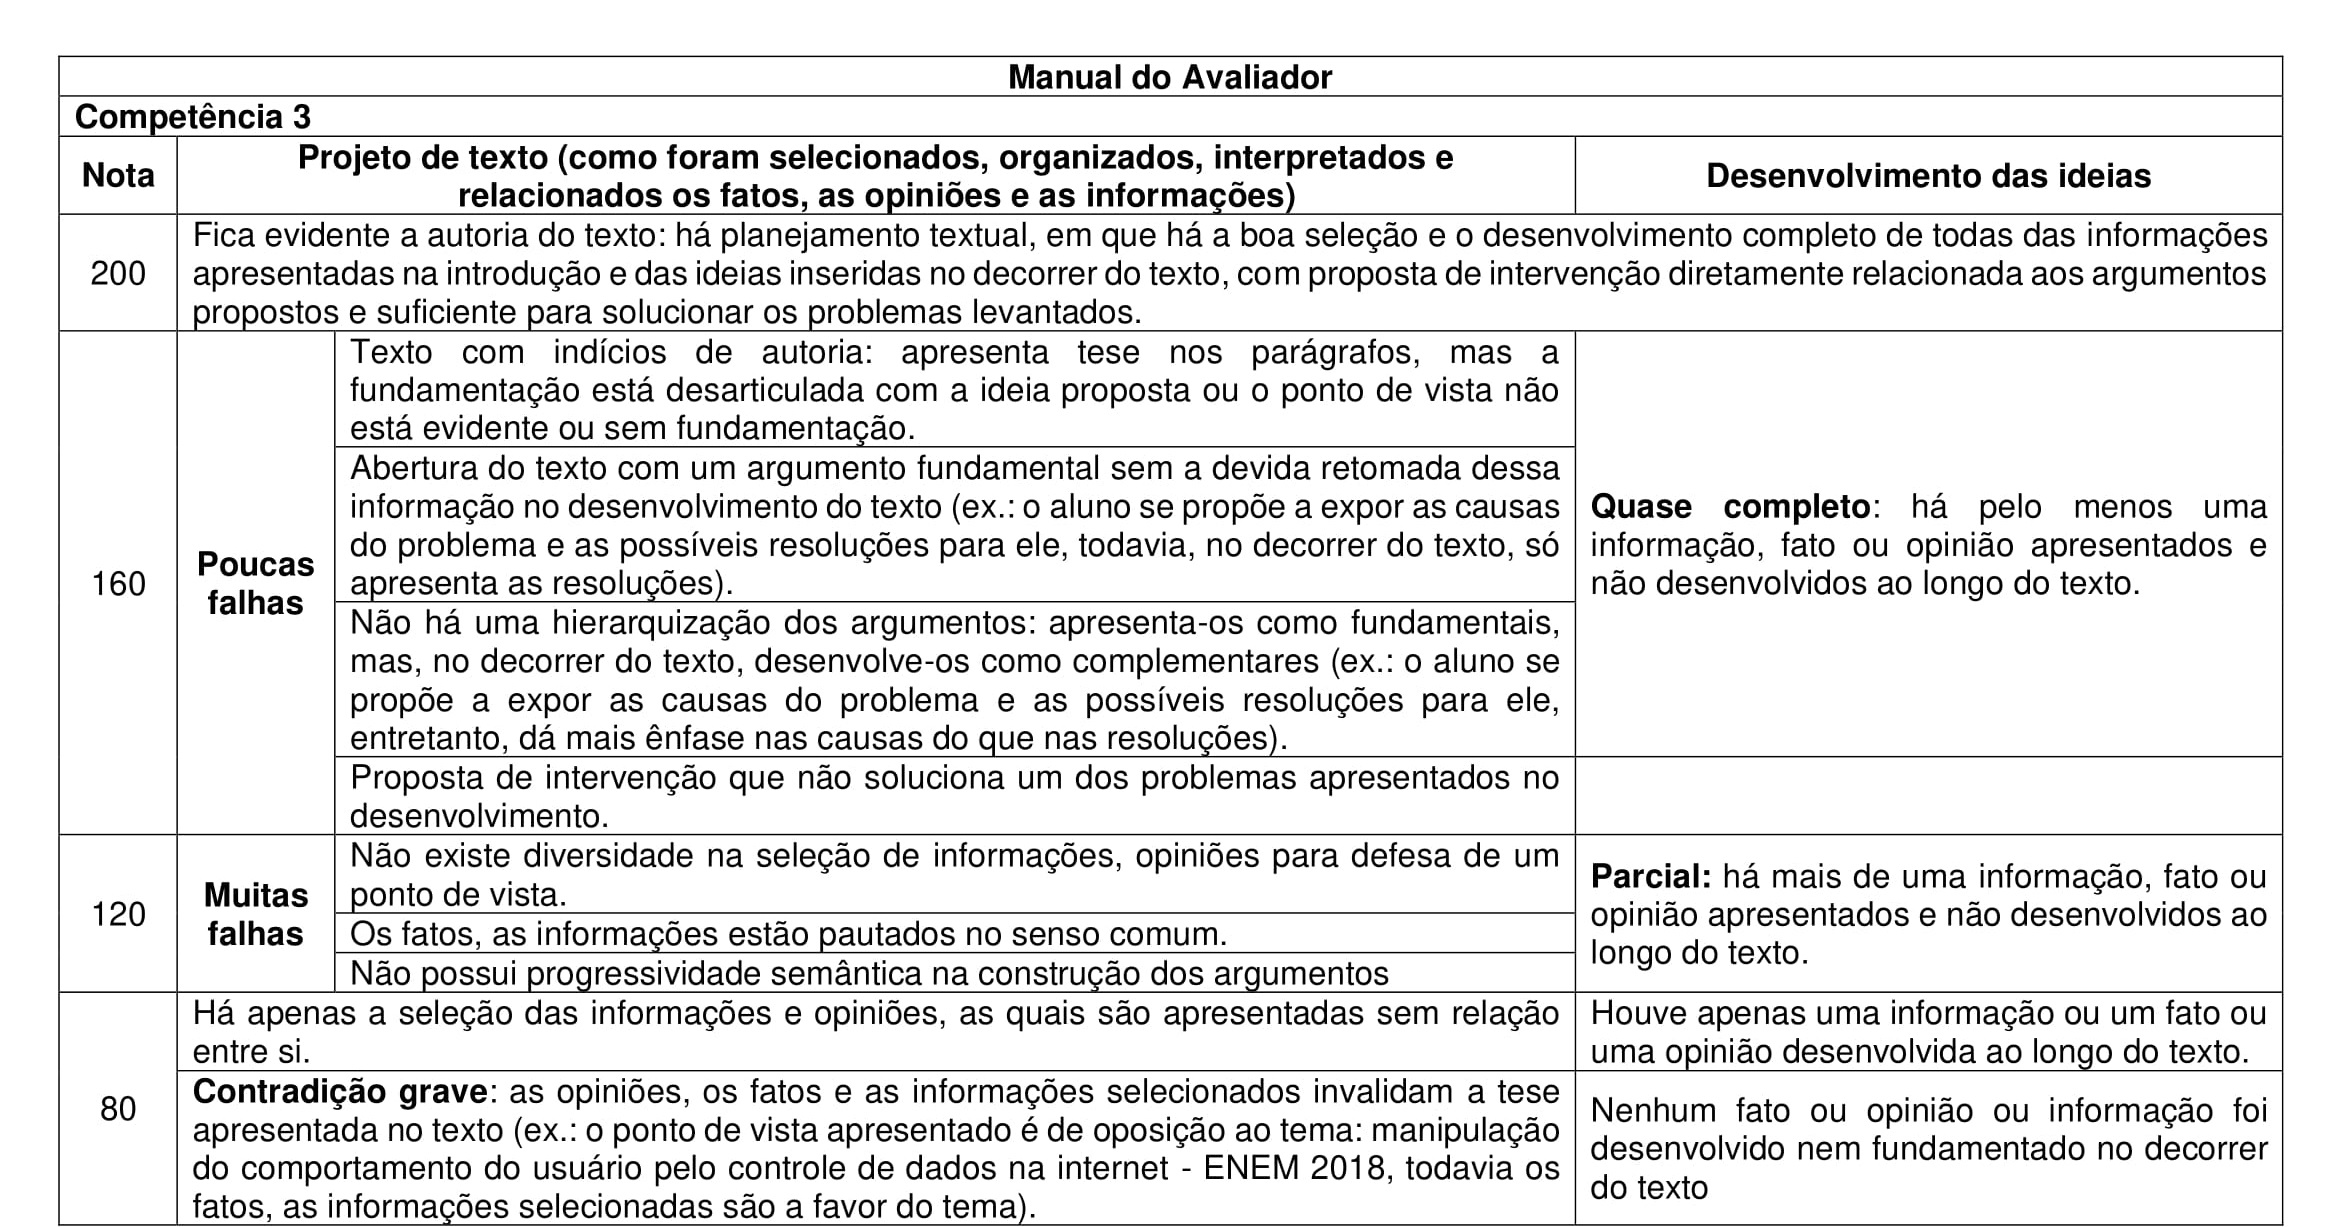 Manual do Avaliador
Competência 3
Nota
Projeto de texto (como foram selecionados, organizados, interpretados e
relacionados os fatos, as opiniões e as informações)
Desenvolvimento das ideias
200
Fica evidente a autoria do texto: há planejamento textual, em que há a boa seleção e o desenvolvimento completo de todas das informações
apresentadas na introdução e das ideias inseridas no decorrer do texto, com proposta de intervenção diretamente relacionada aos argumentos
propostos e suficiente para solucionar os problemas levantados.
160
Poucas
falhas
Texto com indícios de autoria: apresenta tese nos parágrafos, mas a
fundamentação está desarticulada com a ideia proposta ou o ponto de vista não
está evidente ou sem fundamentação.
Abertura do texto com um argumento fundamental sem a devida retomada dessa
informação no desenvolvimento do texto (ex.: o aluno se propõe a expor as causas
do problema e as possíveis resoluções para ele, todavia, no decorrer do texto, só
apresenta as resoluções).
Não há uma hierarquização dos argumentos: apresenta-os como fundamentais,
mas, no decorrer do texto, desenvolve-os como complementares (ex.: o aluno se
propõe a expor as causas do problema e as possíveis resoluções para ele,
entretanto, dá mais ênfase nas causas do que nas resoluções).
Proposta de intervenção que não soluciona um dos problemas apresentados no
desenvolvimento.
Quase completo: há pelo menos uma
informação, fato ou opinião apresentados e
não desenvolvidos ao longo do texto.
120
Muitas
falhas
Não existe diversidade na seleção de informações, opiniões para defesa de um
ponto de vista.
Os fatos, as informações estão pautados no senso comum.
Não possui progressividade semântica na construção dos argumentos
Parcial: há mais de uma informação, fato ou
opinião apresentados e não desenvolvidos ao
longo do texto.
80
Há apenas a seleção das informações e opiniões, as quais são apresentadas sem relação
entre si.
Houve apenas uma informação ou um fato ou
uma opinião desenvolvida ao longo do texto.
Contradição grave: as opiniões, os fatos e as informações selecionados invalidam a tese
apresentada no texto (ex.: o ponto de vista apresentado é de oposição ao tema: manipulação
do comportamento do usuário pelo controle de dados na internet - ENEM 2018, todavia os
fatos, as informações selecionadas são a favor do tema).
Nenhum fato ou opinião ou informação foi
desenvolvido nem fundamentado no decorrer
do texto